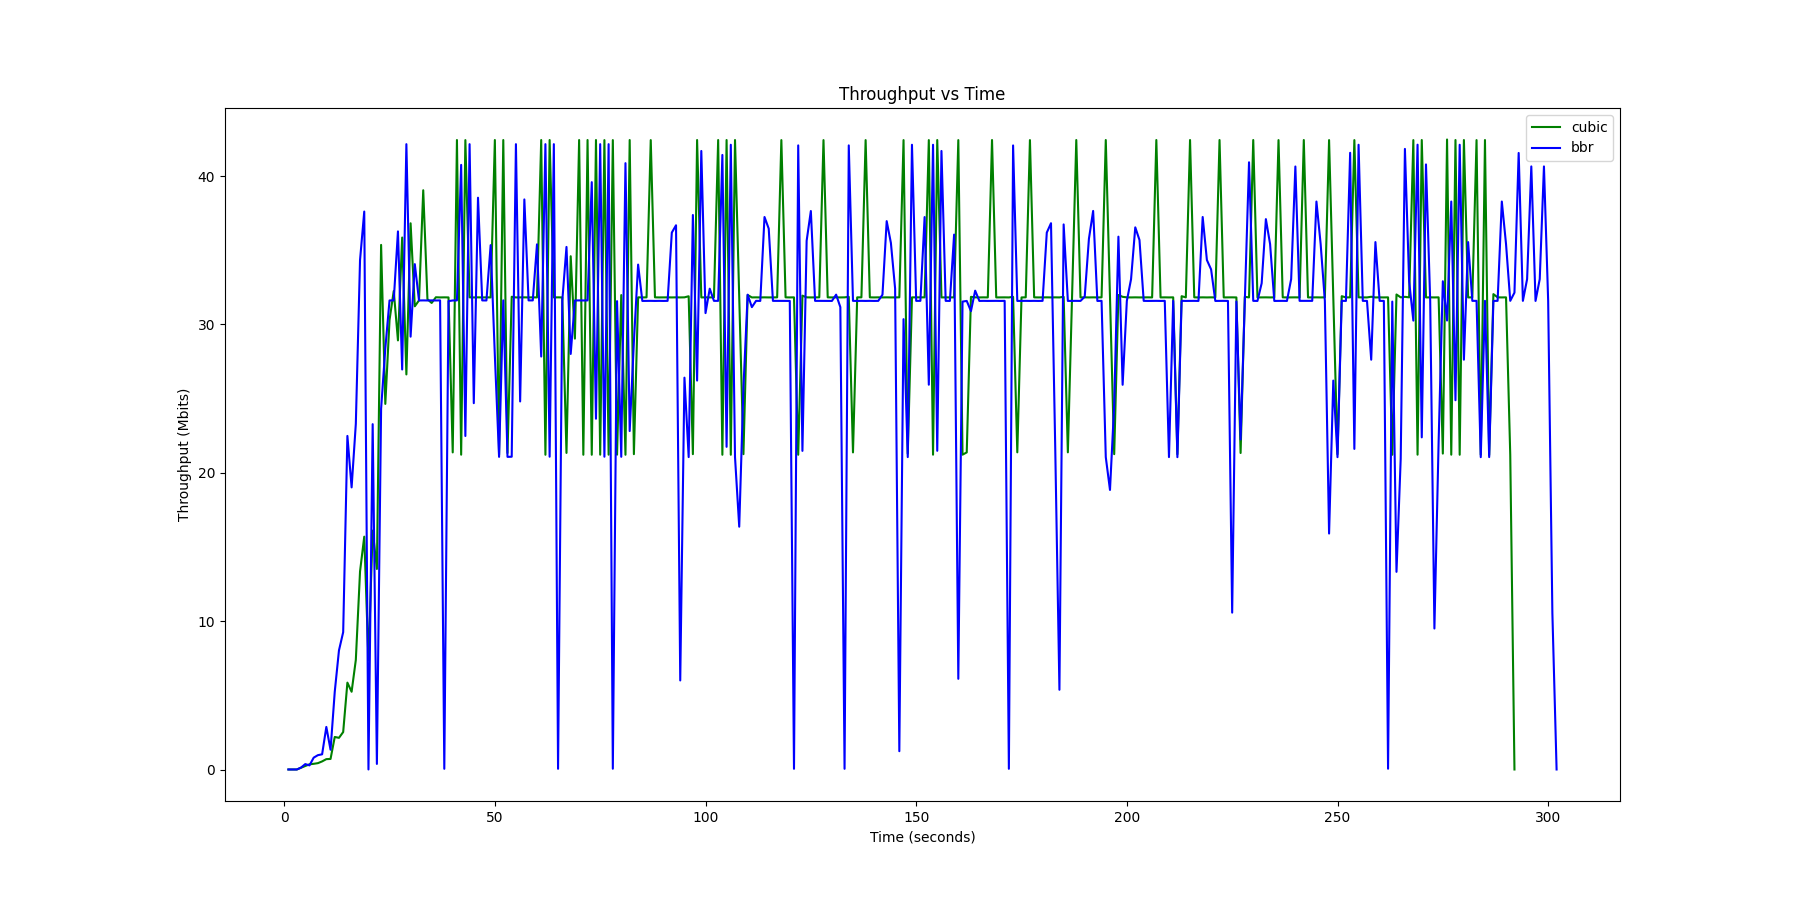 Throughput vs Time
cubic
bbr
Throughput (Mbits)
40
30
20
10
0
0 50 100 150 200 250 300
Time (seconds)